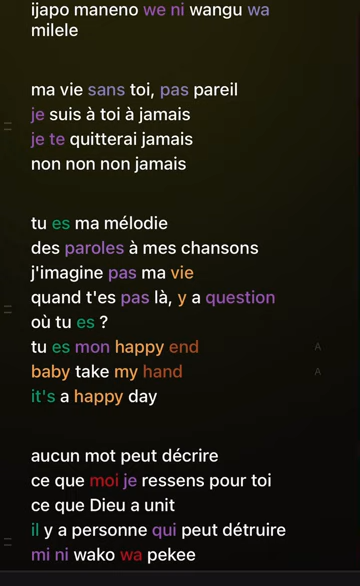 ijapo maneno we ni wangu wa
milele
ma vie sans toi, pas pareil
je suis à toi à jamais
je te quitterai jamais
non non non jamais
tu es ma mélodie
des paroles à mes chansons
j'imagine pas ma vie
quand t'es pas là, y a question
où tu es ?
tu es mon happy end A
baby take my hand A
it's a happy day
aucun mot peut décrire
ce que moi je ressens pour toi
ce que Dieu a unit
il y a personne qui peut détruire
mi ni wako wa pekee